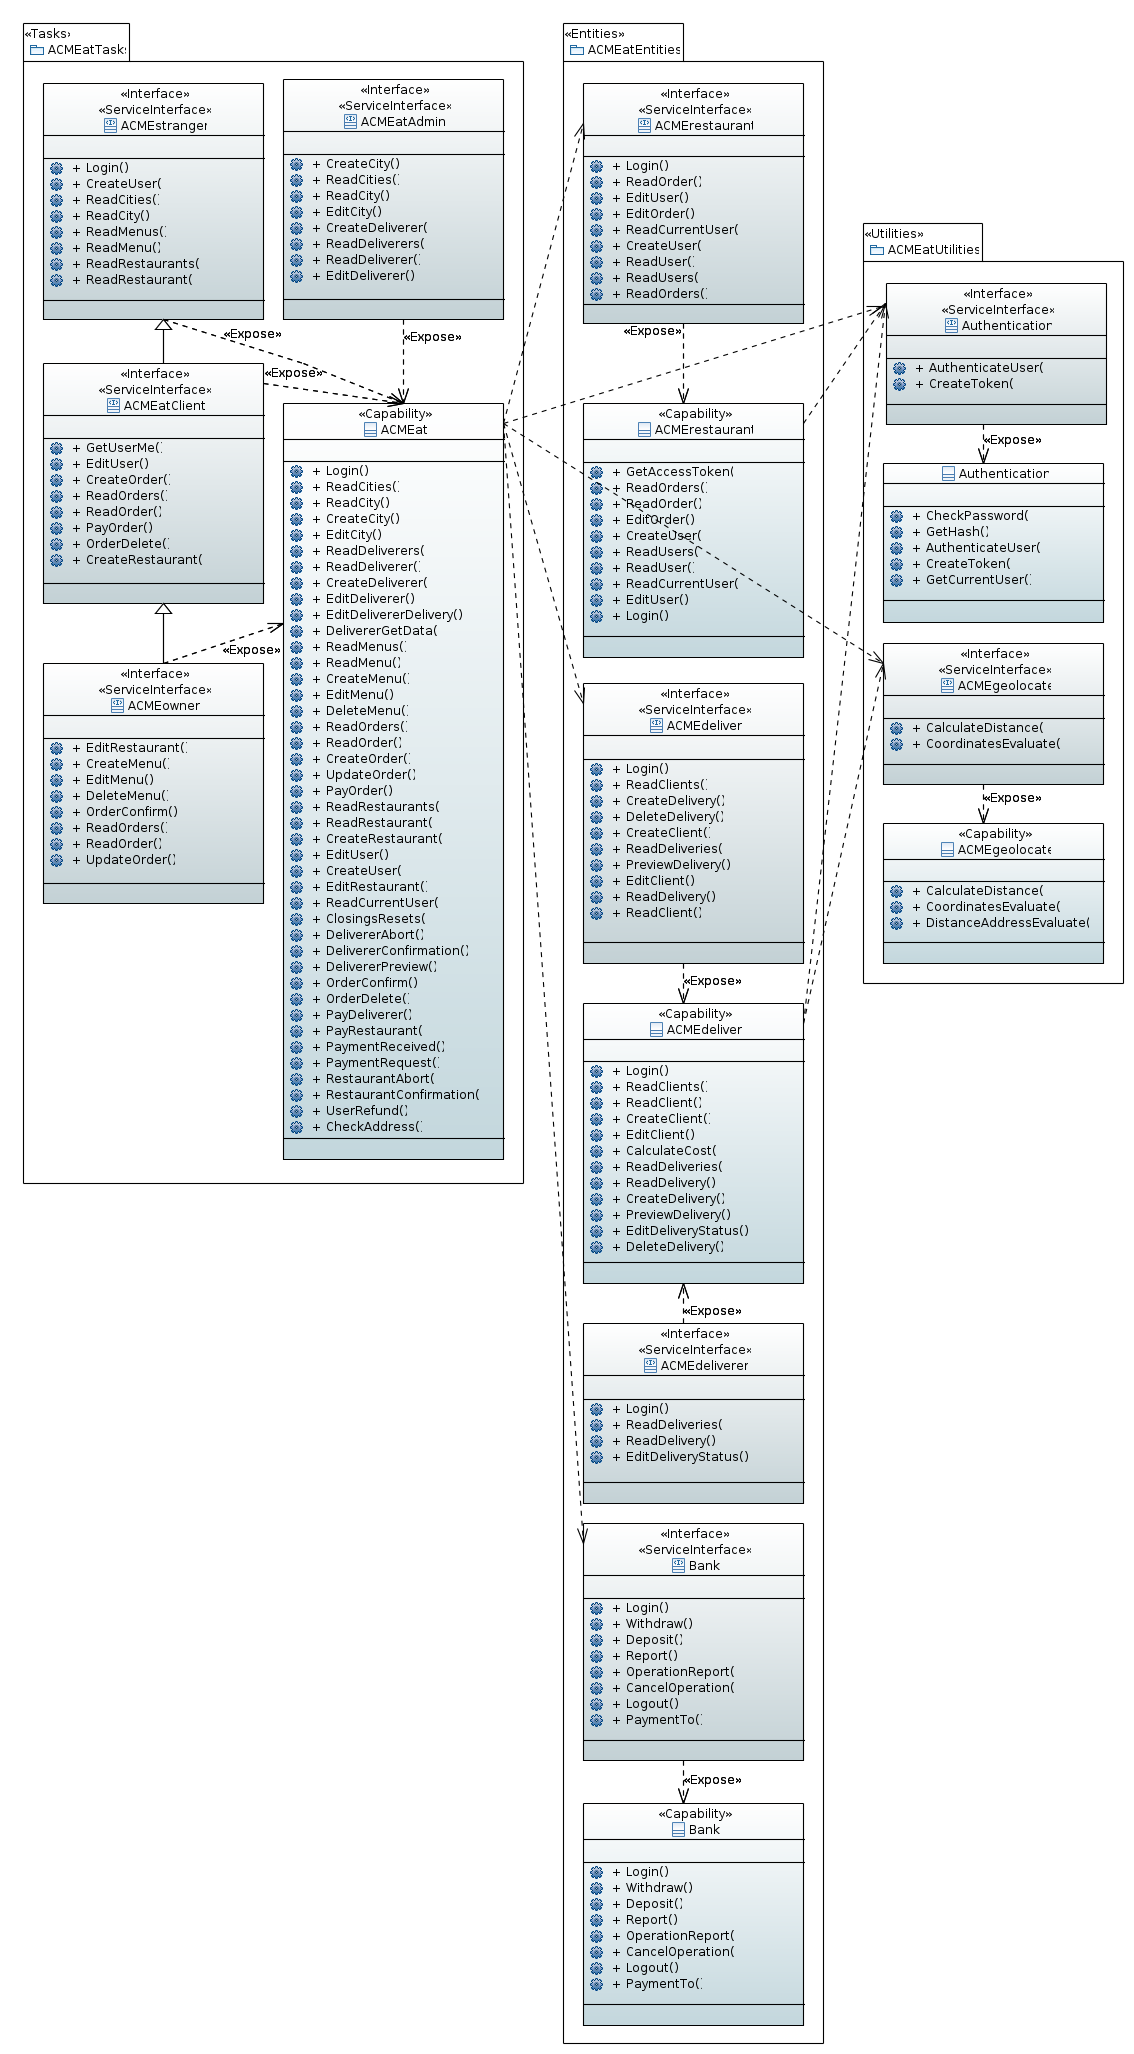 «Tasks»
ACMEatTasks
«Interface»
«ServiceInterface»
ACMEstranger
+ Login()
+ CreateUser(
+ ReadCities(
+ ReadCity()
+ ReadMenus(
+ ReadMenu()
+ ReadRestaurants(
+ ReadRestaurant(
«Interface»
«ServiceInterface»
ACMEatAdmin
+ CreateCity()
+ ReadCities(
+ ReadCity()
+ EditCity()
+ CreateDeliverer(
+ ReadDeliverers(
+ ReadDeliverer(
+ EditDeliverer()
«Expose»
«Expose»
«Expose»
«Interface»
«ServiceInterface»
ACMEatClient
+ GetUserMe(
+ EditUser()
+ CreateOrder(
+ ReadOrders(
+ ReadOrder()
+ PayOrder()
+ OrderDelete(
+ CreateRestaurant(
«Expose»
«Interface»
«ServiceInterface»
ACMEowner
+ EditRestaurant(
+ CreateMenu(
+ EditMenu()
+ DeleteMenu(
+ OrderConfirm()
+ ReadOrders(
+ ReadOrder()
+ UpdateOrder()
«Capability»
ACMEat
+ Login()
+ ReadCities(
+ ReadCity()
+ CreateCity()
+ EditCity()
+ ReadDeliverers(
+ ReadDeliverer(
+ CreateDeliverer(
+ EditDeliverer()
+ EditDelivererDelivery()
+ DelivererGetData(
+ ReadMenus(
+ ReadMenu()
+ CreateMenu(
+ EditMenu()
+ DeleteMenu(
+ ReadOrders(
+ ReadOrder()
+ CreateOrder(
+ UpdateOrder()
+ PayOrder()
+ ReadRestaurants(
+ ReadRestaurant(
+ CreateRestaurant(
+ EditUser()
+ CreateUser(
+ EditRestaurant(
+ ReadCurrentUser(
+ ClosingsResets(
+ DelivererAbort()
+ DelivererConfirmation()
+ DelivererPreview()
+ OrderConfirm()
+ OrderDelete(
+ PayDeliverer()
+ PayRestaurant(
+ PaymentReceived()
+ PaymentRequest(
+ RestaurantAbort(
+ RestaurantConfirmation(
+ UserRefund()
+ CheckAddress(
«Entities»
ACMEatEntities
«Interface»
«ServiceInterface»
ACMErestaurant
+ Login()
+ ReadOrder()
+ EditUser()
+ EditOrder()
+ ReadCurrentUser(
+ CreateUser(
+ ReadUser(
+ ReadUsers(
+ ReadOrders(
«Expose»
«Capability»
ACMErestaurant
+ GetAccessToken(
+ ReadOrders(
+ ReadOrder()
+ EditOrder()
+ CreateUser(
+ ReadUsers(
+ ReadUser(
+ ReadCurrentUser(
+ EditUser()
+ Login()
«Interface»
«ServiceInterface»
ACMEdeliver
+ Login()
+ ReadClients(
+ CreateDelivery()
+ DeleteDelivery()
+ CreateClient(
+ ReadDeliveries(
+ PreviewDelivery()
+ EditClient()
+ ReadDelivery()
+ ReadClient()
«Expose»
«Capability»
ACMEdeliver
+ Login()
+ ReadClients(
+ ReadClient()
+ CreateClient(
+ EditClient()
+ CalculateCost(
+ ReadDeliveries(
+ ReadDelivery()
+ CreateDelivery()
+ PreviewDelivery()
+ EditDeliveryStatus()
+ DeleteDelivery()
«Expose»
«Interface»
«ServiceInterface»
ACMEdeliverer
+ Login()
+ ReadDeliveries(
+ ReadDelivery()
+ EditDeliveryStatus()
«Interface»
«ServiceInterface»
Bank
+ Login()
+ Withdraw()
+ Deposit()
+ Report()
+ OperationReport(
+ CancelOperation(
+ Logout()
+ PaymentTo(
«Expose»
«Capability»
Bank
+ Login()
+ Withdraw()
+ Deposit()
+ Report()
+ OperationReport(
+ CancelOperation(
+ Logout()
+ PaymentTo(
«Utilities»
ACMEatUtilities
«Interface»
«ServiceInterface»
Authentication
+ AuthenticateUser(
+ CreateToken(
«Expose»
Authentication
+ CheckPassword(
+ GetHash()
+ AuthenticateUser(
+ CreateToken(
+ GetCurrentUser(
«Interface»
«ServiceInterface»
ACMEgeolocate
+ CalculateDistance(
+ CoordinatesEvaluate(
«Expose»
«Capability»
ACMEgeolocate
+ CalculateDistance(
+ CoordinatesEvaluate(
+ DistanceAddressEvaluate(